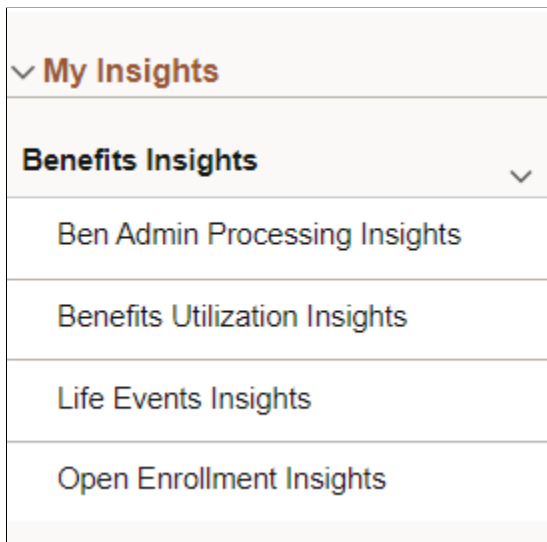 My Insights
Benefits Insights
Ben Admin Processing Insights
Benefits Utilization Insights
Life Events Insights
Open Enrollment Insights